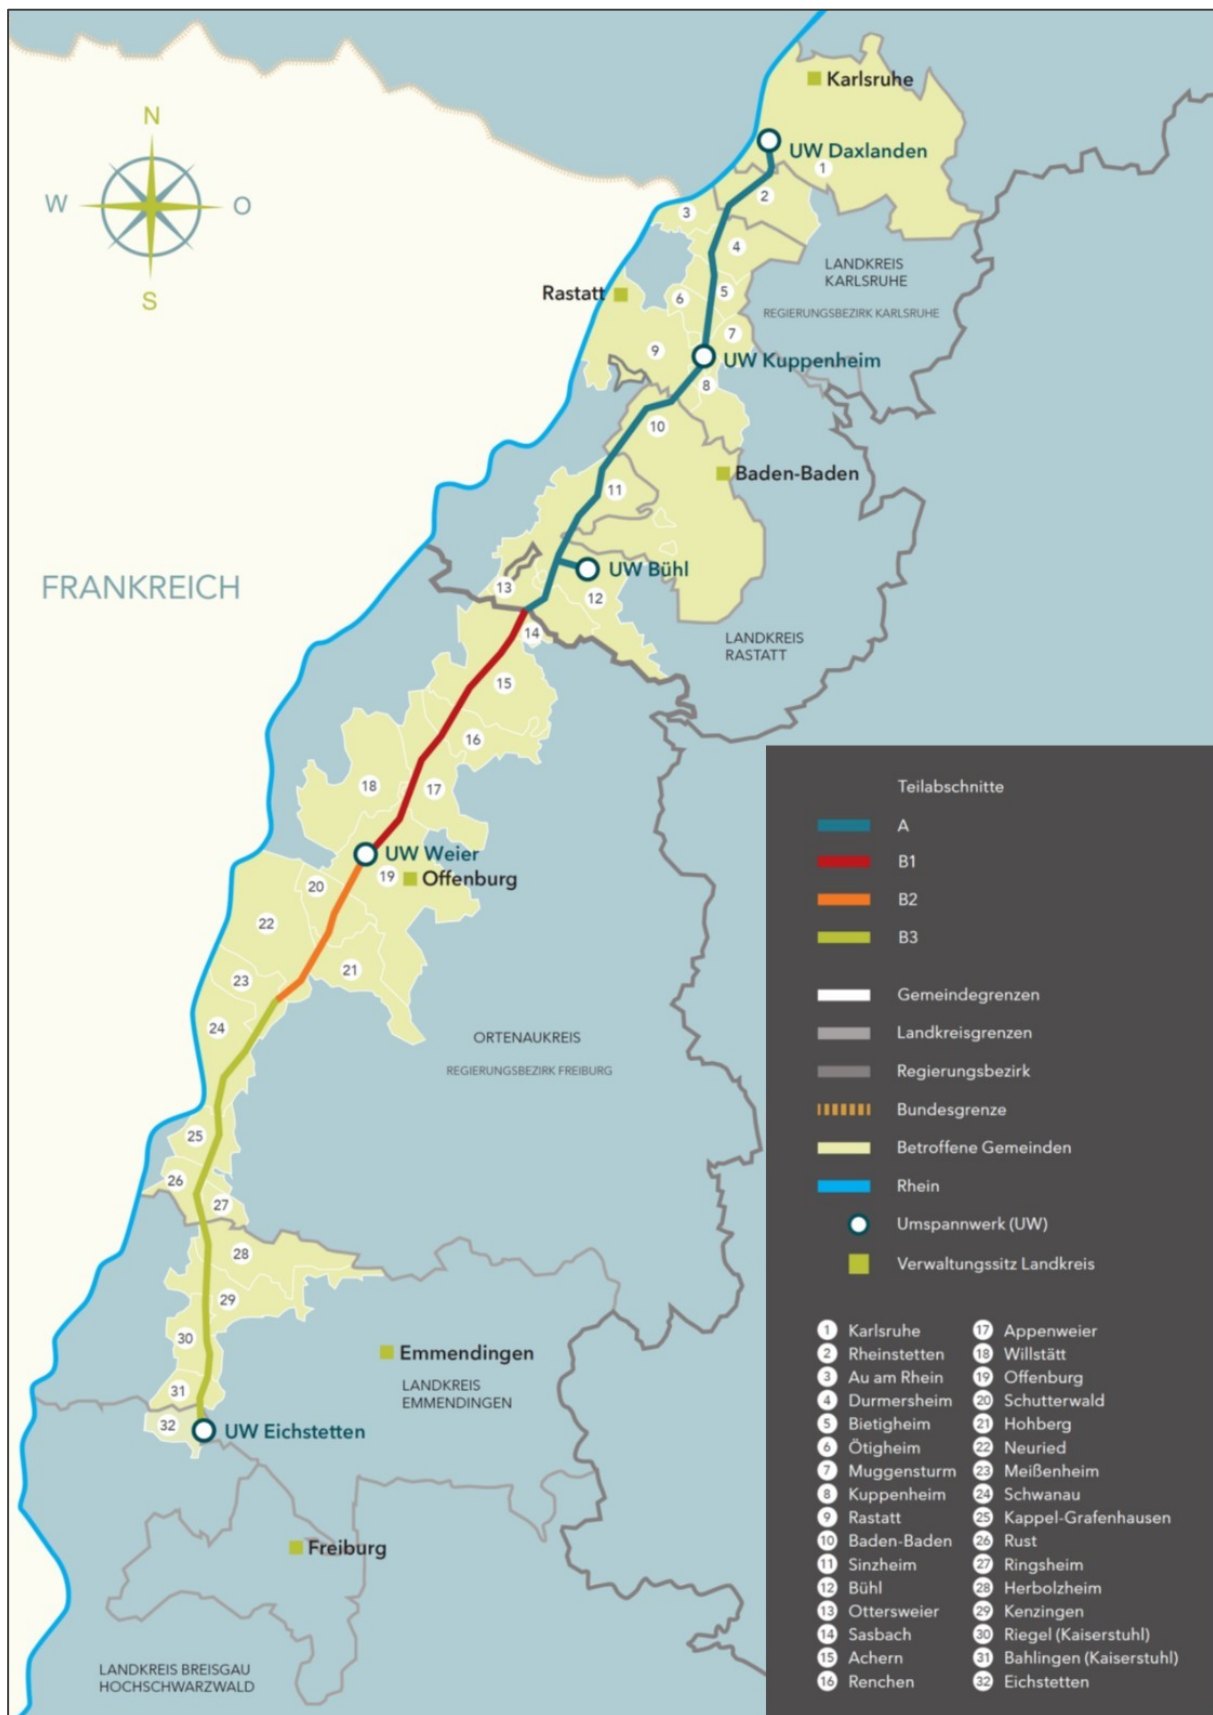 N
W
O
S
Karlsruhe
UW Daxlanden
1
2
3
4
LANDKREIS
KARLSRUHE
REGIERUNGSBEZIRK KARLSRUHE
Rastatt
5
6
7
9
UW Kuppenheim
8
10
Baden-Baden
11
FRANKREICH
UW Bühl
13
12
14
LANDKREIS
RASTATT
15
16
18
17
UW Weier
19
Offenburg
20
22
21
23
24
ORTENAUKREIS
REGIERUNGSBEZIRK FREIBURG
25
26
27
28
29
30
Emmendingen
LANDKREIS
EMMENDINGEN
31
32
UW Eichstetten
Freiburg
LANDKREIS BREISGAU
HOCHSCHWARZWALD
Teilabschnitte
A
B1
B2
B3
Gemeindegrenzen
Landkreisgrenzen
Regierungsbezirk
Bundesgrenze
Betroffene Gemeinden
Rhein
Umspannwerk (UW)
Verwaltungssitz Landkreis
1 Karlsruhe
2 Rheinstetten
3 Au am Rhein
4 Durmersheim
5 Bietigheim
6 Ötigheim
7 Muggensturm
8 Kuppenheim
9 Rastatt
10 Baden-Baden
11 Sinzheim
12 Bühl
13 Ottersweier
14 Sasbach
15 Achern
16 Renchen
17 Appenweier
18 Willstätt
19 Offenburg
20 Schutterwald
21 Hohberg
22 Neuried
23 Meißenheim
24 Schwanau
25 Kappel-Grafenhausen
26 Rust
27 Ringsheim
28 Herbolzheim
29 Kenzingen
30 Riegel (Kaiserstuhl)
31 Bahlingen (Kaiserstuhl)
32 Eichstetten